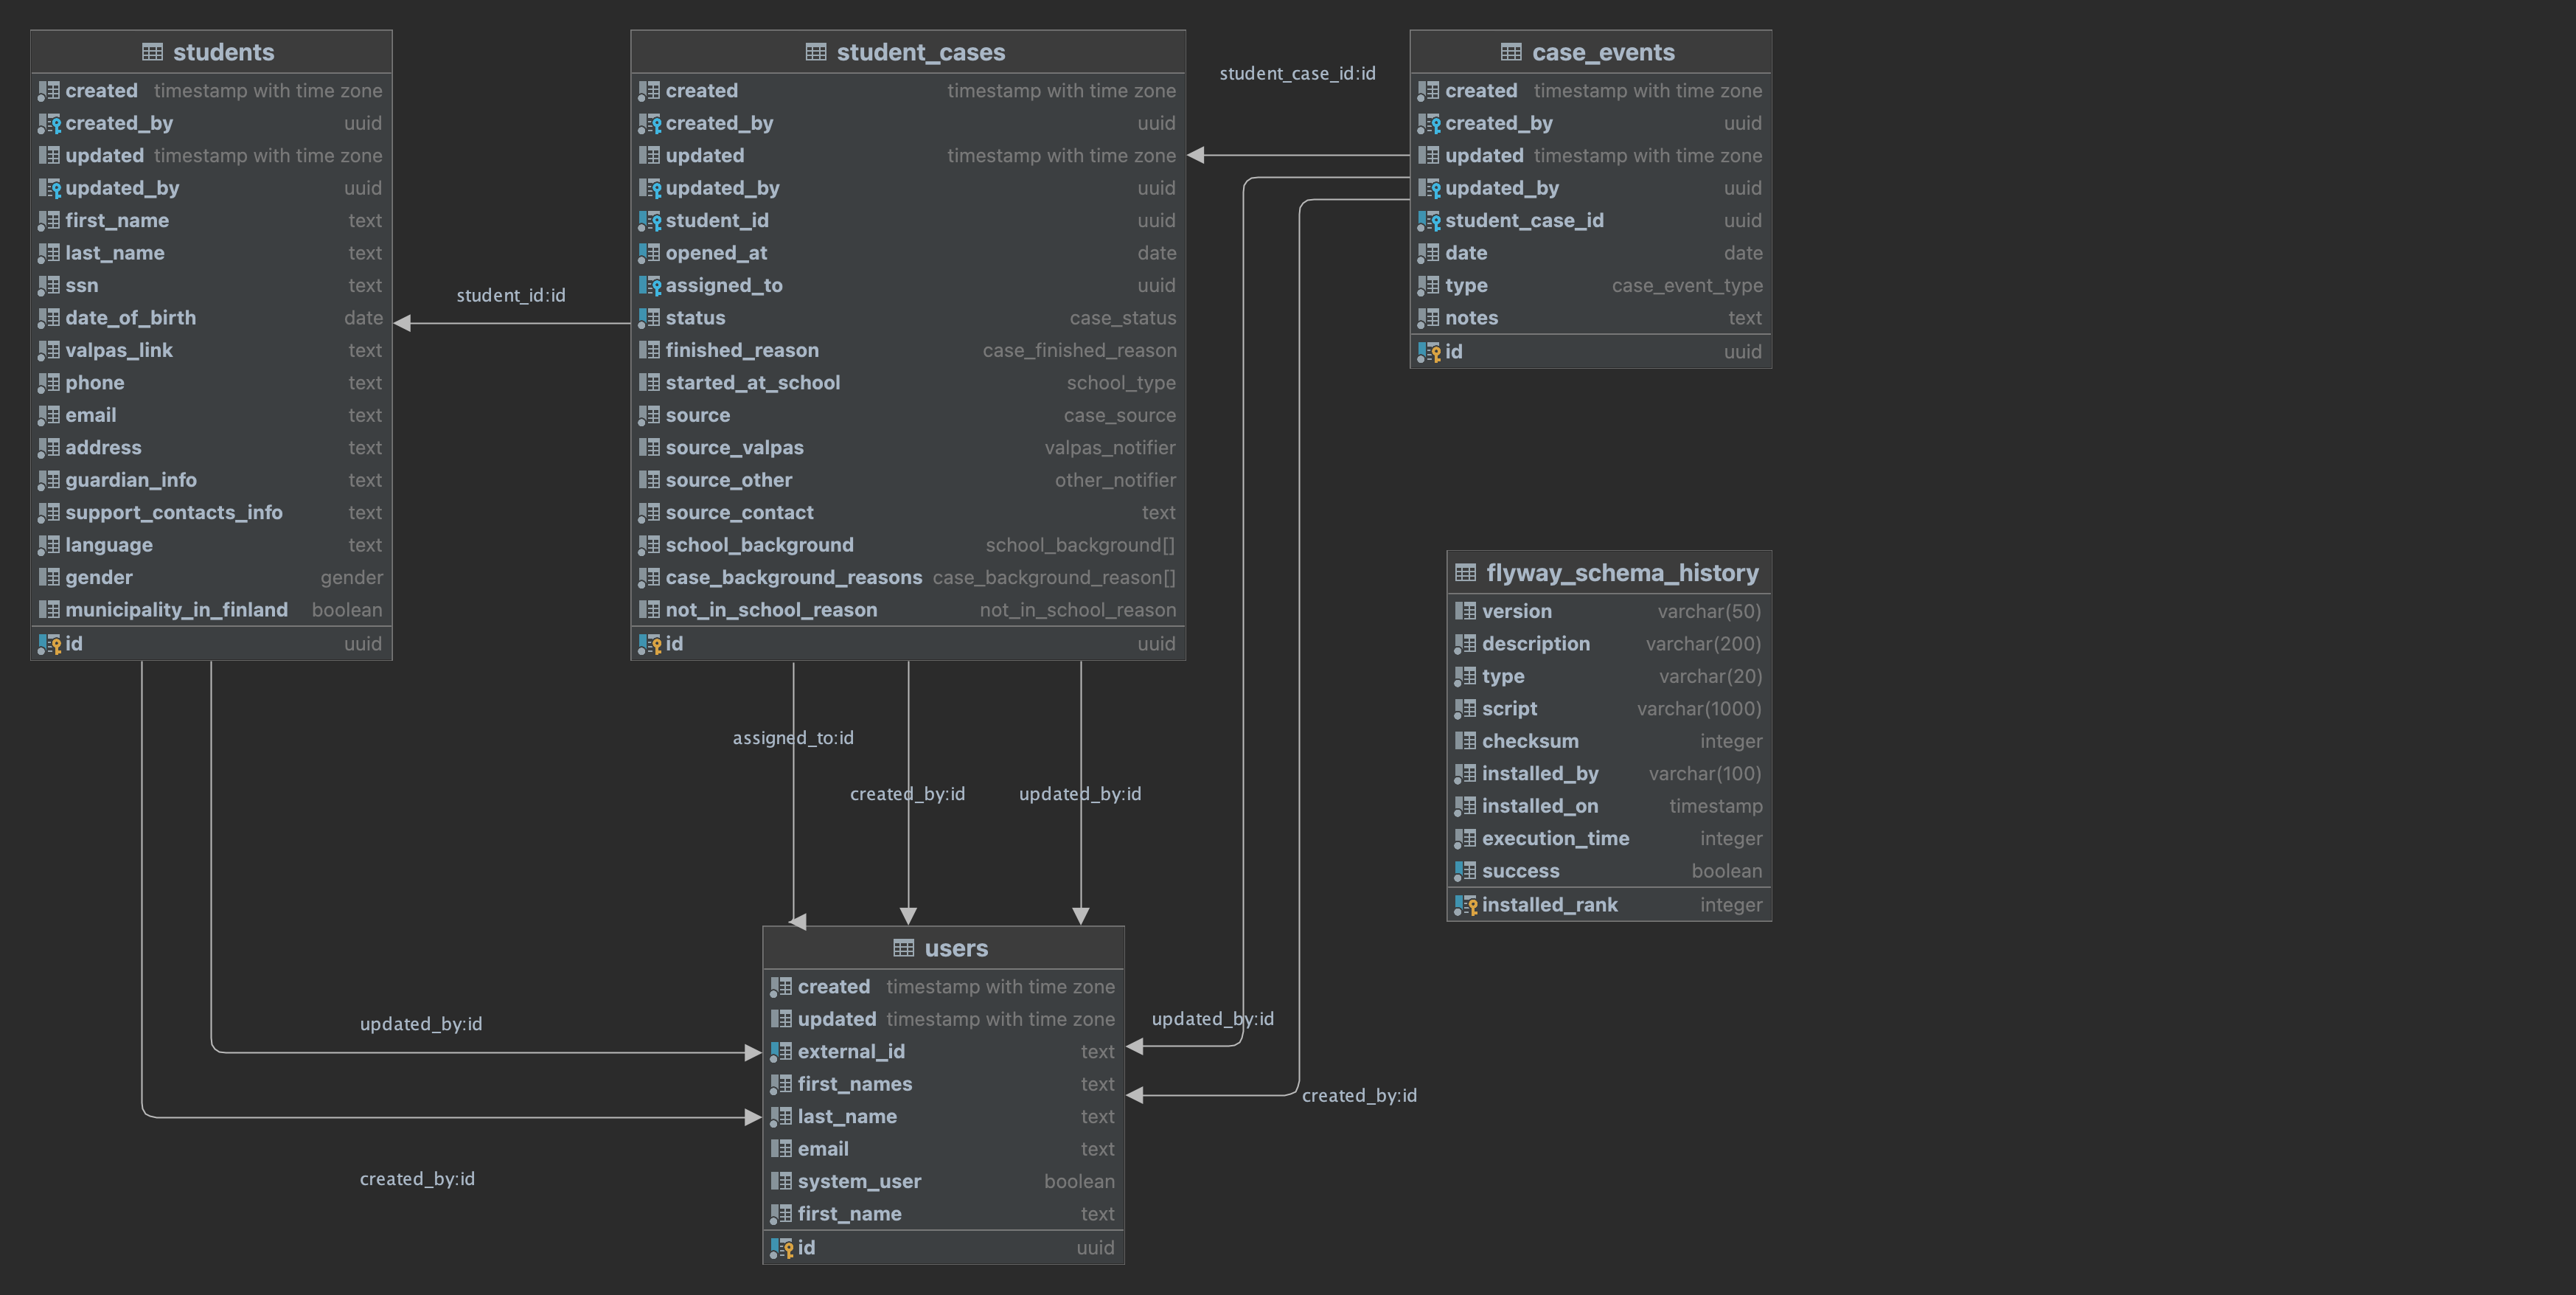 students
created timestamp with time zone
created_by uuid
updated timestamp with time zone
updated_by uuid
first_name text
last_name text
ssn text
date_of_birth date
valpas_link text
phone text
email text
address text
guardian_info text
support_contacts_info text
language text
gender gender
municipality_in_finland boolean
id uuid
student_id:id
student_cases
created timestamp with time zone
created_by uuid
updated timestamp with time zone
updated_by uuid
student_id uuid
opened_at date
assigned_to uuid
status case_status
finished_reason case_finished_reason
started_at_school school_type
source case_source
source_valpas valpas_notifier
source_other other_notifier
source_contact text
school_background school_background[]
case_background_reasons case_background_reason[]
not_in_school_reason not_in_school_reason
id uuid
student_case_id:id
case_events
created timestamp with time zone
created_by uuid
updated timestamp with time zone
updated_by uuid
student_case_id uuid
date date
type case_event_type
notes text
id uuid
flyway_schema_history
version varchar(50)
description varchar(200)
type varchar(20)
script varchar(1000)
checksum integer
installed_by varchar(100)
installed_on timestamp
execution_time integer
success boolean
installed_rank integer
assigned_to:id
created_by:id
updated_by:id
updated_by:id
created_by:id
users
created timestamp with time zone
updated timestamp with time zone
external_id text
first_names text
last_name text
email text
system_user boolean
first_name text
id uuid
updated_by:id
created_by:id